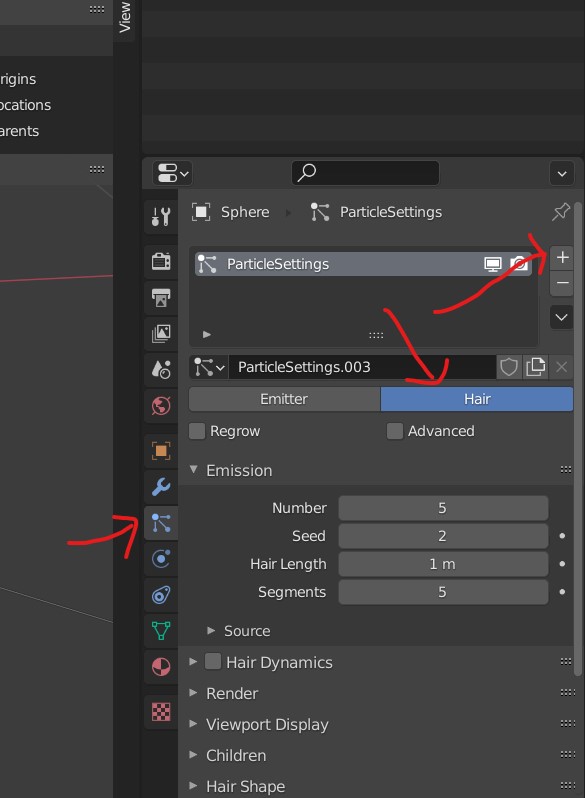 View
rigins
ocations
arents
Sphere
ParticleSettings
ParticleSettings
ParticleSettings.003
Emitter
Hair
Regrow
Advanced
Emission
Number
5
Seed
2
Hair Length
1 m
Segments
5
Source
Hair Dynamics
Render
Viewport Display
Children
Hair Shape